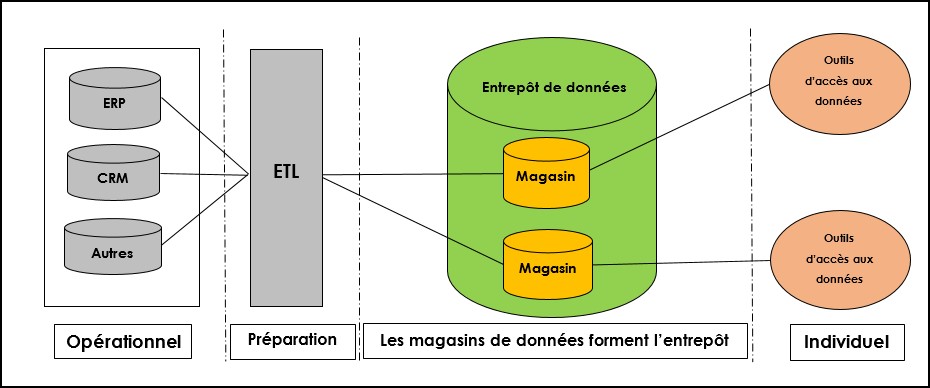 ERP
CRM
Autres
ETL
Entrepôt de données
Magasin
Magasin
Outils
d'accès aux
données
Outils
d'accès aux
données
Opérationnel
Préparation
Les magasins de données forment l'entrepôt
Individuel